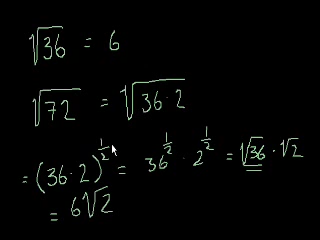 √36 = 6
√72 = √36·2
= (36·2)^½ = 36^½ · 2^½ = √36 · √2
= 6√2